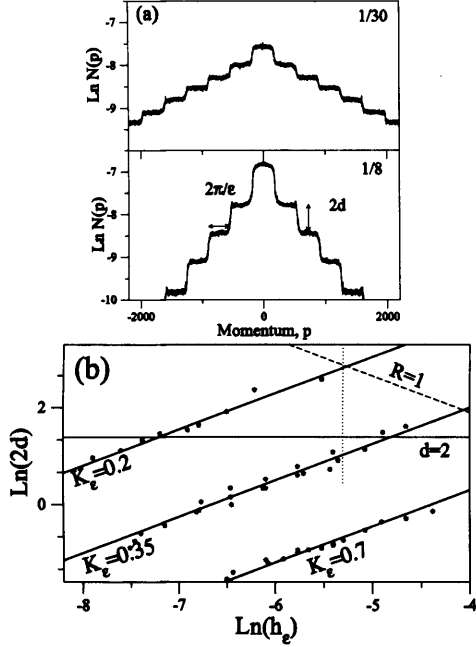 (a)
1/30
Ln N(p)
-7
-8
-9
1/8
Ln N(p)
-7
-8
-9
-10
2π/ε
2d
-2000
0
2000
Momentum, p
(b)
R=1
Ln(2d)
2
0
d=2
K_ε=0.2
K_ε=0.35
K_ε=0.7
-8
-7
-6
-5
-4
Ln(h_ε)